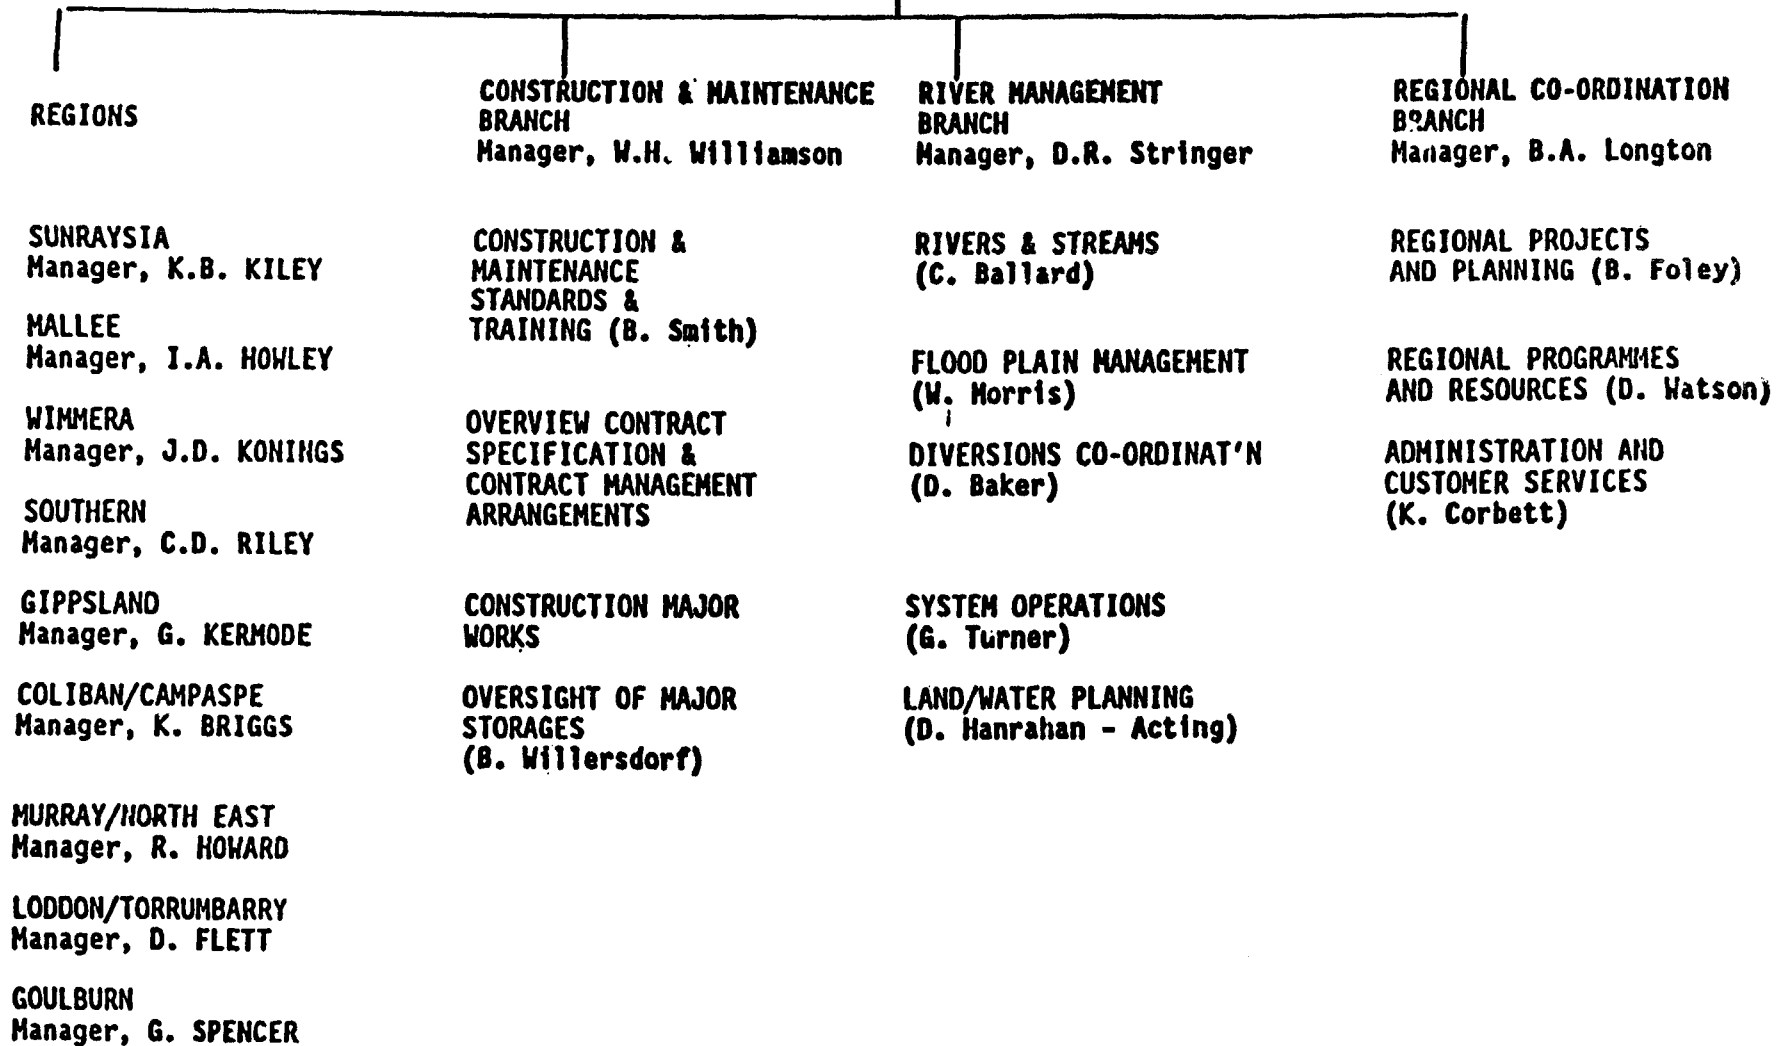 REGIONS
SUNRAYSIA
Manager, K.B. KILEY
MALLEE
Manager, I.A. HOWLEY
WIMMERA
Manager, J.D. KONINGS
SOUTHERN
Manager, C.D. RILEY
GIPPSLAND
Manager, G. KERMODE
COLIBAN/CAMPASPE
Manager, K. BRIGGS
MURRAY/NORTH EAST
Manager, R. HOWARD
LODDON/TORRUMBARRY
Manager, D. FLETT
GOULBURN
Manager, G. SPENCER
CONSTRUCTION & MAINTENANCE
BRANCH
Manager, W.H. Williamson
CONSTRUCTION &
MAINTENANCE
STANDARDS &
TRAINING (B. Smith)
OVERVIEW CONTRACT
SPECIFICATION &
CONTRACT MANAGEMENT
ARRANGEMENTS
CONSTRUCTION MAJOR
WORKS
OVERSIGHT OF MAJOR
STORAGES
(B. Willersdorf)
RIVER MANAGEMENT
BRANCH
Manager, D.R. Stringer
RIVERS & STREAMS
(C. Ballard)
FLOOD PLAIN MANAGEMENT
(W. Morris)
DIVERSIONS CO-ORDINAT'N
(D. Baker)
SYSTEM OPERATIONS
(G. Turner)
LAND/WATER PLANNING
(D. Hanrahan - Acting)
REGIONAL CO-ORDINATION
BRANCH
Manager, B.A. Longton
REGIONAL PROJECTS
AND PLANNING (B. Foley)
REGIONAL PROGRAMMES
AND RESOURCES (D. Watson)
ADMINISTRATION AND
CUSTOMER SERVICES
(K. Corbett)